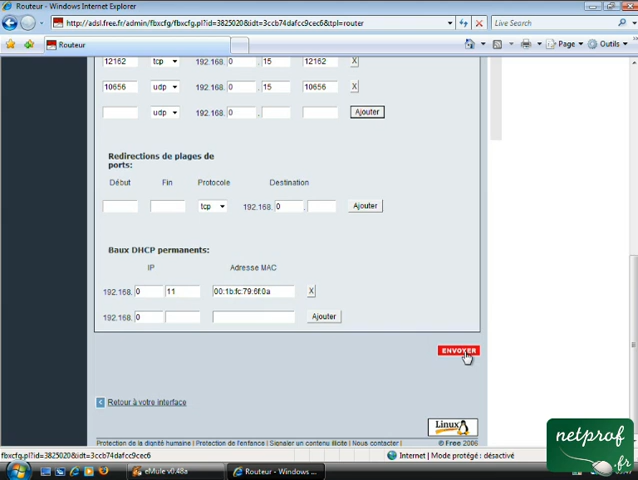 Routeur - Windows Internet Explorer
http://adsl.free.fr/admin/fbxcfg/fbxcfg.pl?id=3825020&idt=3ccb74dafcc9cec6&tpl=router
Live Search
Routeur
Page
Outils
12162 tcp 192.168. 0 . 15 12162 X
10656 udp 192.168. 0 . 15 10656 X
udp 192.168. 0 . Ajouter
Redirections de plages de
ports:
Début Fin Protocole Destination
tcp 192.168. 0 . Ajouter
Baux DHCP permanents:
IP Adresse MAC
192.168. 0 11 00:1b:fc:79:6f:0a X
192.168. 0 Ajouter
ENVOYER
< Retour à votre interface
Linux
Protection de la dignité humaine | Protection de l'enfance | Signaler un contenu illicite | Nous contacter |
© Free 2006
fbxcfg.pl?id=3825020&idt=3ccb74dafcc9cec6
Internet | Mode protégé : désactivé
eMule v0.48a
Routeur - Windows ...
netprof
.fr